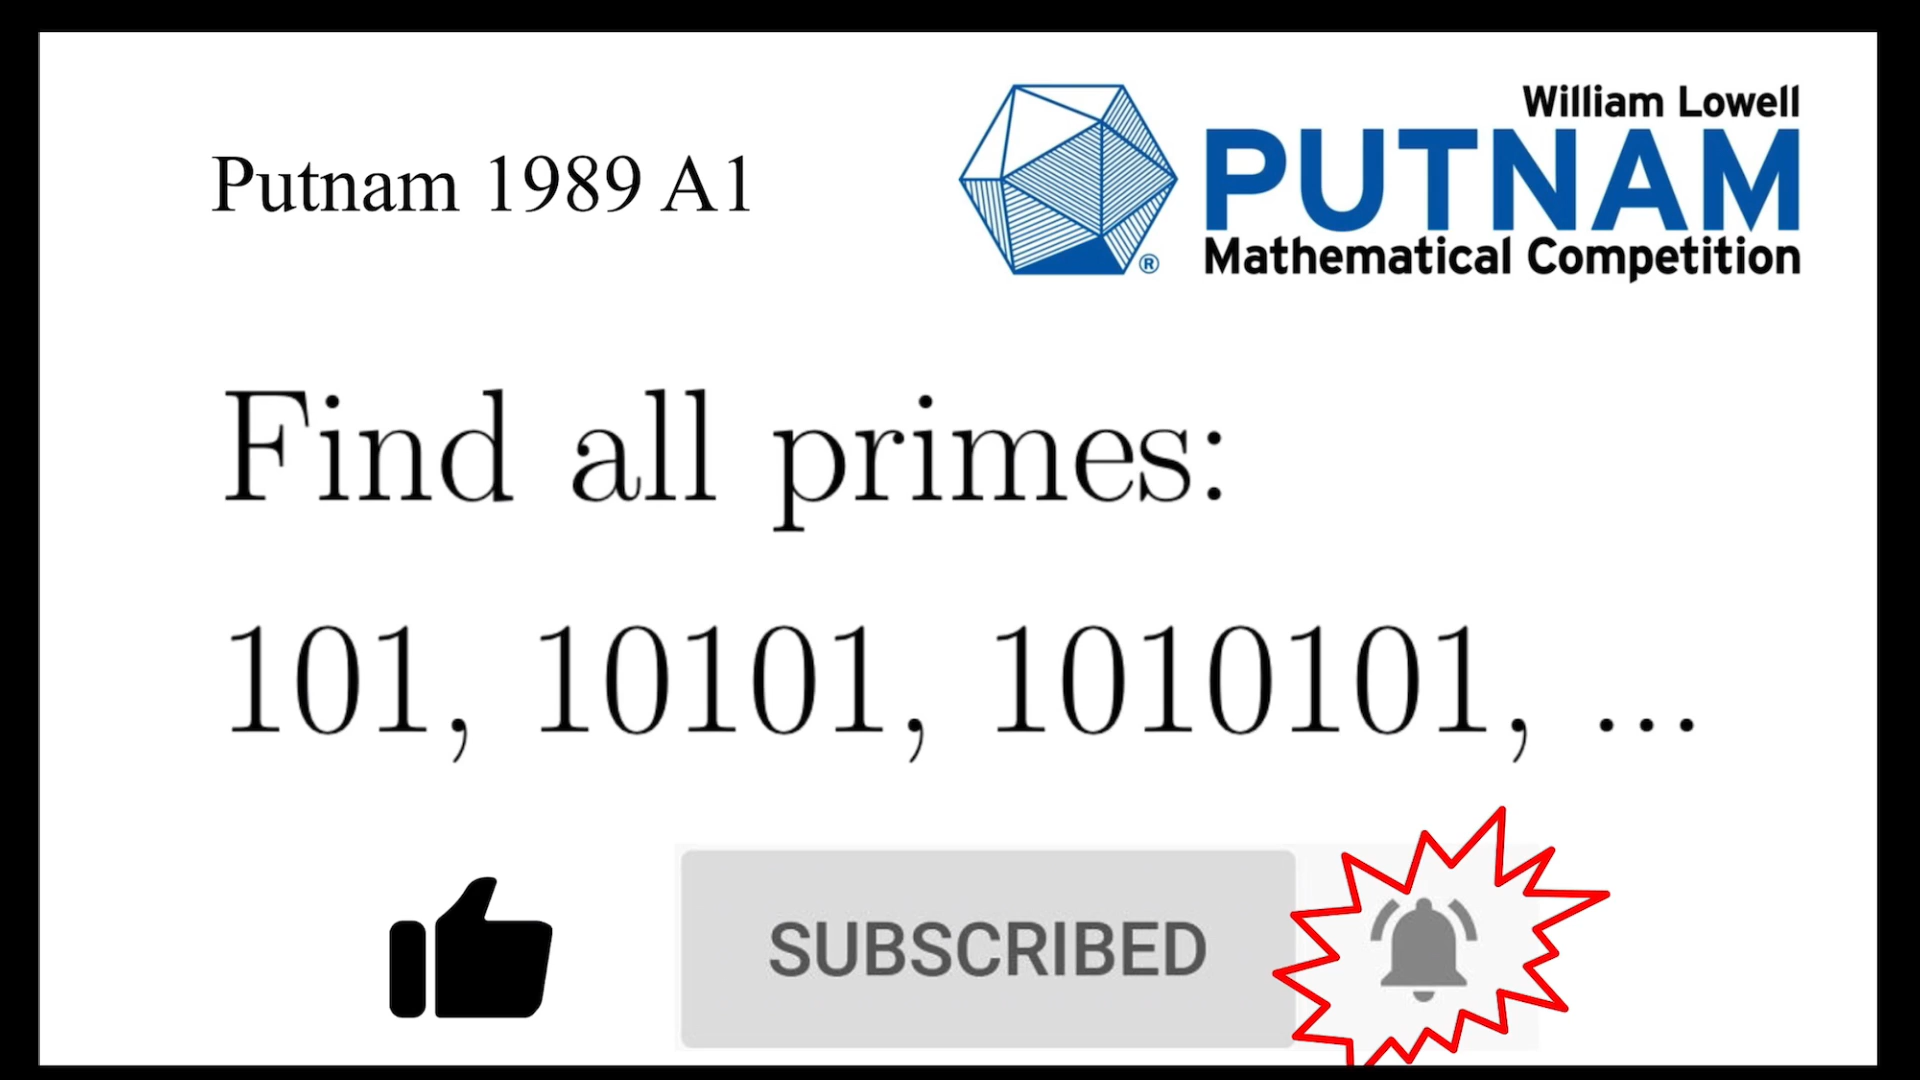 Putnam 1989 A1
William Lowell
PUTNAM
Mathematical Competition
®
Find all primes:
101, 10101, 1010101, ...
SUBSCRIBED